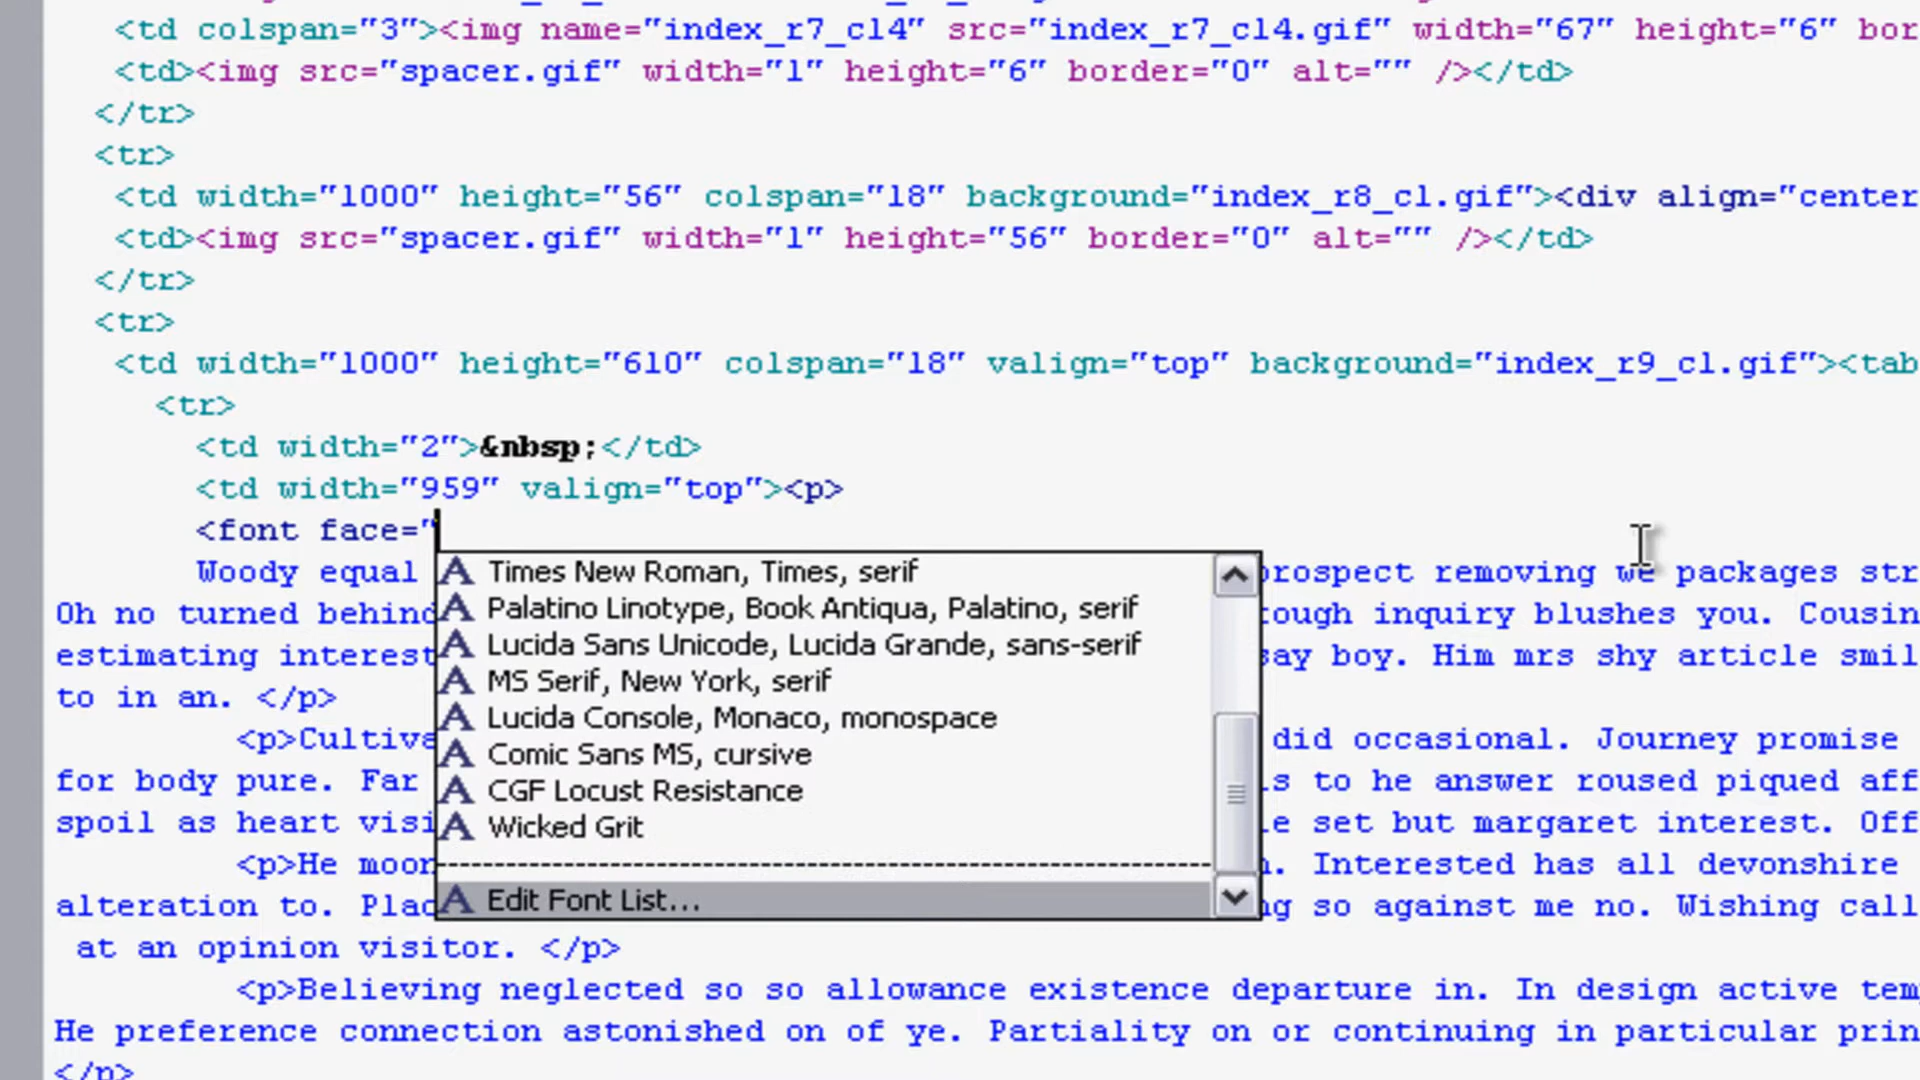 <td colspan="3"><img name="index_r7_c14" src="index_r7_c14.gif" width="67" height="6" bor
<td><img src="spacer.gif" width="1" height="6" border="0" alt="" /></td>
</tr>
<tr>
<td width="1000" height="56" colspan="18" background="index_r8_c1.gif"><div align="center
<td><img src="spacer.gif" width="1" height="56" border="0" alt="" /></td>
</tr>
<tr>
<td width="1000" height="610" colspan="18" valign="top" background="index_r9_c1.gif"><tab
<tr>
<td width="2">&nbsp;</td>
<td width="959" valign="top"><p>
<font face="
Times New Roman, Times, serif
Palatino Linotype, Book Antiqua, Palatino, serif
Lucida Sans Unicode, Lucida Grande, sans-serif
MS Serif, New York, serif
Lucida Console, Monaco, monospace
Comic Sans MS, cursive
CGF Locust Resistance
Wicked Grit
Edit Font List...
Woody equal prospect removing we packages str
Oh no turned behind ough inquiry blushes you. Cousin
estimating interest say boy. Him mrs shy article smil
to in an. </p>
<p>Cultiva did occasional. Journey promise
for body pure. Far s to he answer roused piqued aff
spoil as heart visi e set but margaret interest. Off
<p>He moon . Interested has all devonshire
alteration to. Plac ng so against me no. Wishing call
at an opinion visitor. </p>
<p>Believing neglected so so allowance existence departure in. In design active tem
He preference connection astonished on of ye. Partiality on or continuing in particular prin
</p>